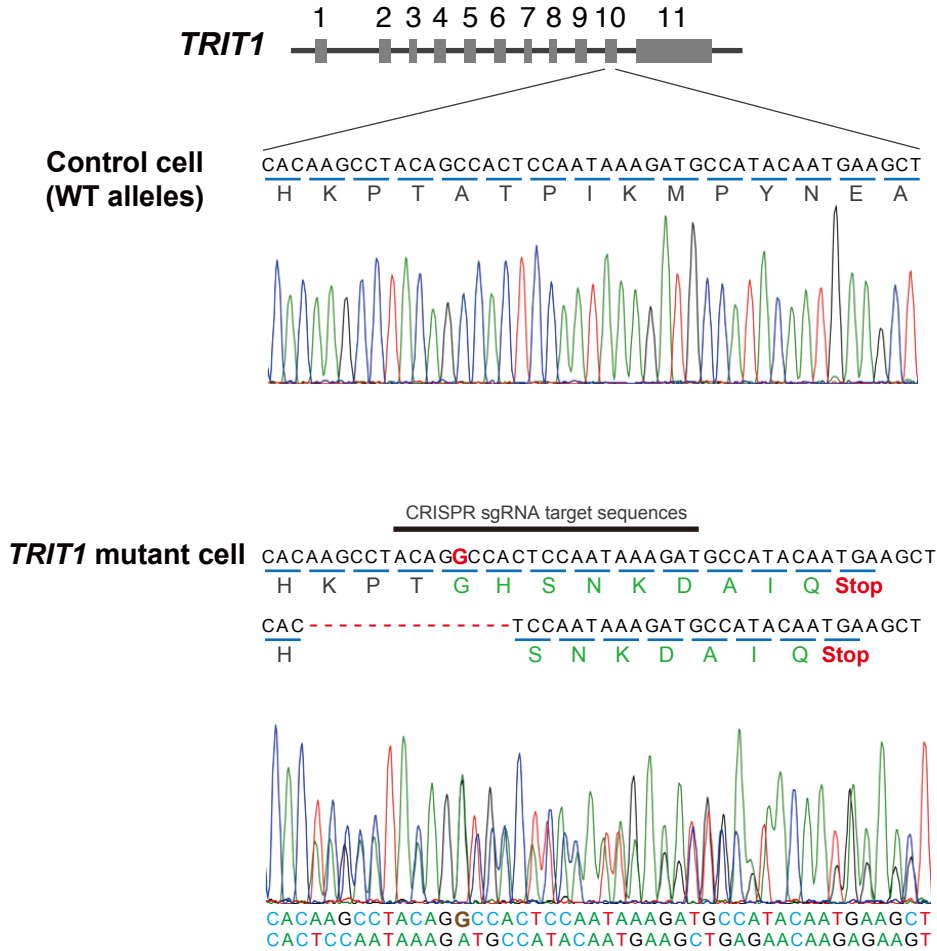 1 2 3 4 5 6 7 8 9 10 11
TRIT1
Control cell
(WT alleles)
CACAAGCCTACAGCCACTCCAATAAAGATGCCATACAATGAAGCT
H K P T A T P I K M P Y N E A
CRISPR sgRNA target sequences
TRIT1 mutant cell
CACAAGCCTACAGGCCACTCCAATAAAGATGCCATACAATGAAGCT
H K P T G H S N K D A I Q Stop
CAC--------------TCCAATAAAGATGCCATACAATGAAGCT
H S N K D A I Q Stop
CACAAGCCTACAGGCCACTCCAATAAAGATGCCATACAATGAAGCT
CACTCCAATAAAGATGCCATACAATGAAGCTGAGAACAAGAGAAGT